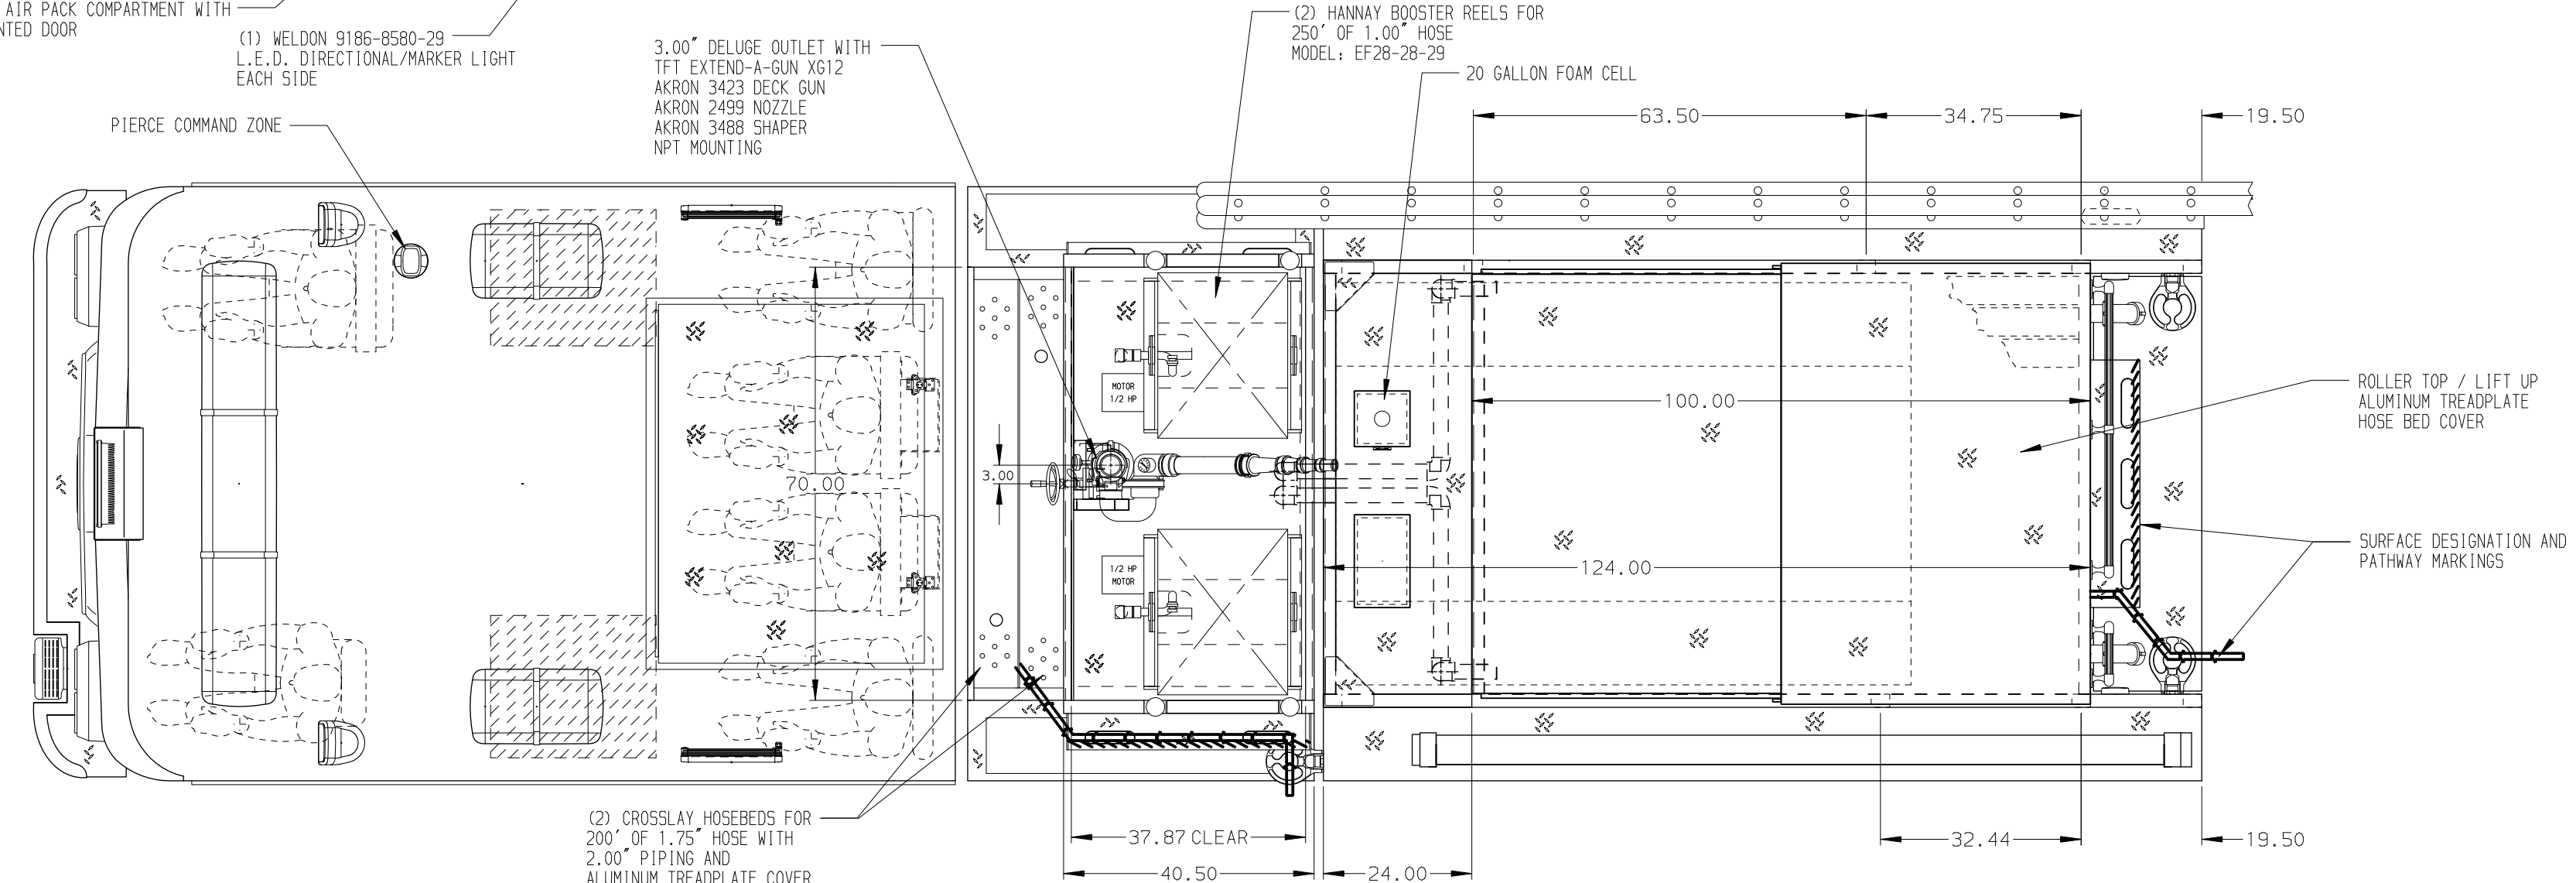 AIR PACK COMPARTMENT WITH
NTED DOOR
(1) WELDON 9186-8580-29
L.E.D. DIRECTIONAL/MARKER LIGHT
EACH SIDE
PIERCE COMMAND ZONE
3.00" DELUGE OUTLET WITH
TFT EXTEND-A-GUN XG12
AKRON 3423 DECK GUN
AKRON 2499 NOZZLE
AKRON 3488 SHAPER
NPT MOUNTING
(2) HANNAY BOOSTER REELS FOR
250' OF 1.00" HOSE
MODEL: EF28-28-29
20 GALLON FOAM CELL
63.50
34.75
19.50
MOTOR
1/2 HP
100.00
ROLLER TOP / LIFT UP
ALUMINUM TREADPLATE
HOSE BED COVER
3.00
70.00
1/2 HP
MOTOR
124.00
SURFACE DESIGNATION AND
PATHWAY MARKINGS
(2) CROSSLAY HOSEBEDS FOR
200' OF 1.75" HOSE WITH
2.00" PIPING AND
ALUMINUM TREADPLATE COVER
37.87 CLEAR
40.50
24.00
32.44
19.50